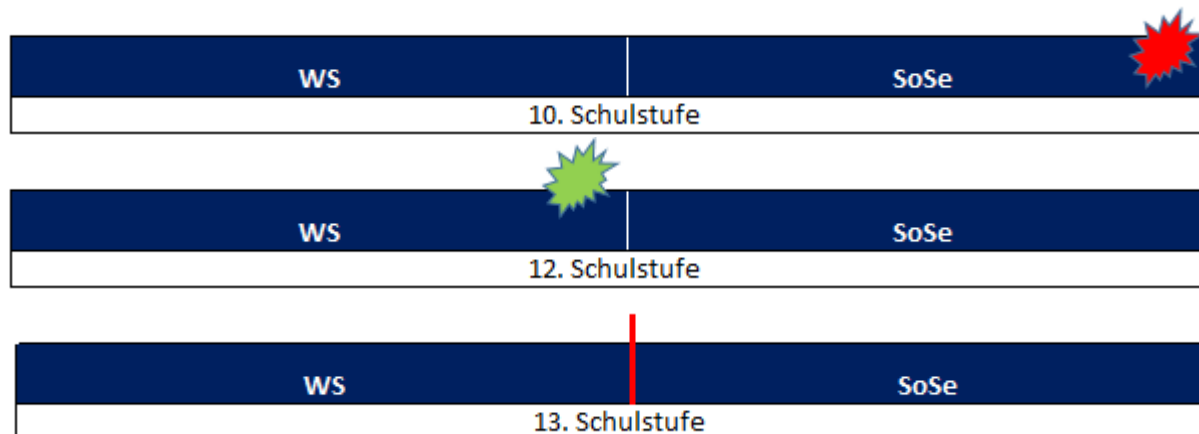 WS SoSe
10. Schulstufe
WS SoSe
12. Schulstufe
WS SoSe
13. Schulstufe